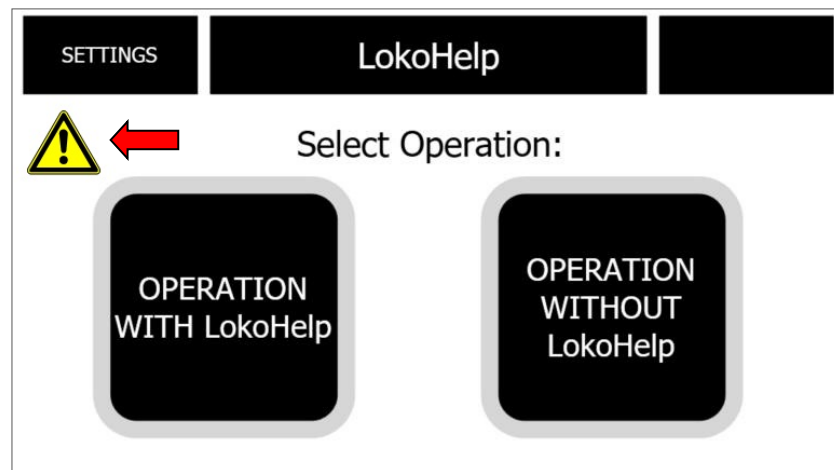 SETTINGS
LokoHelp
Select Operation:
OPERATION
WITH LokoHelp
OPERATION
WITHOUT
LokoHelp